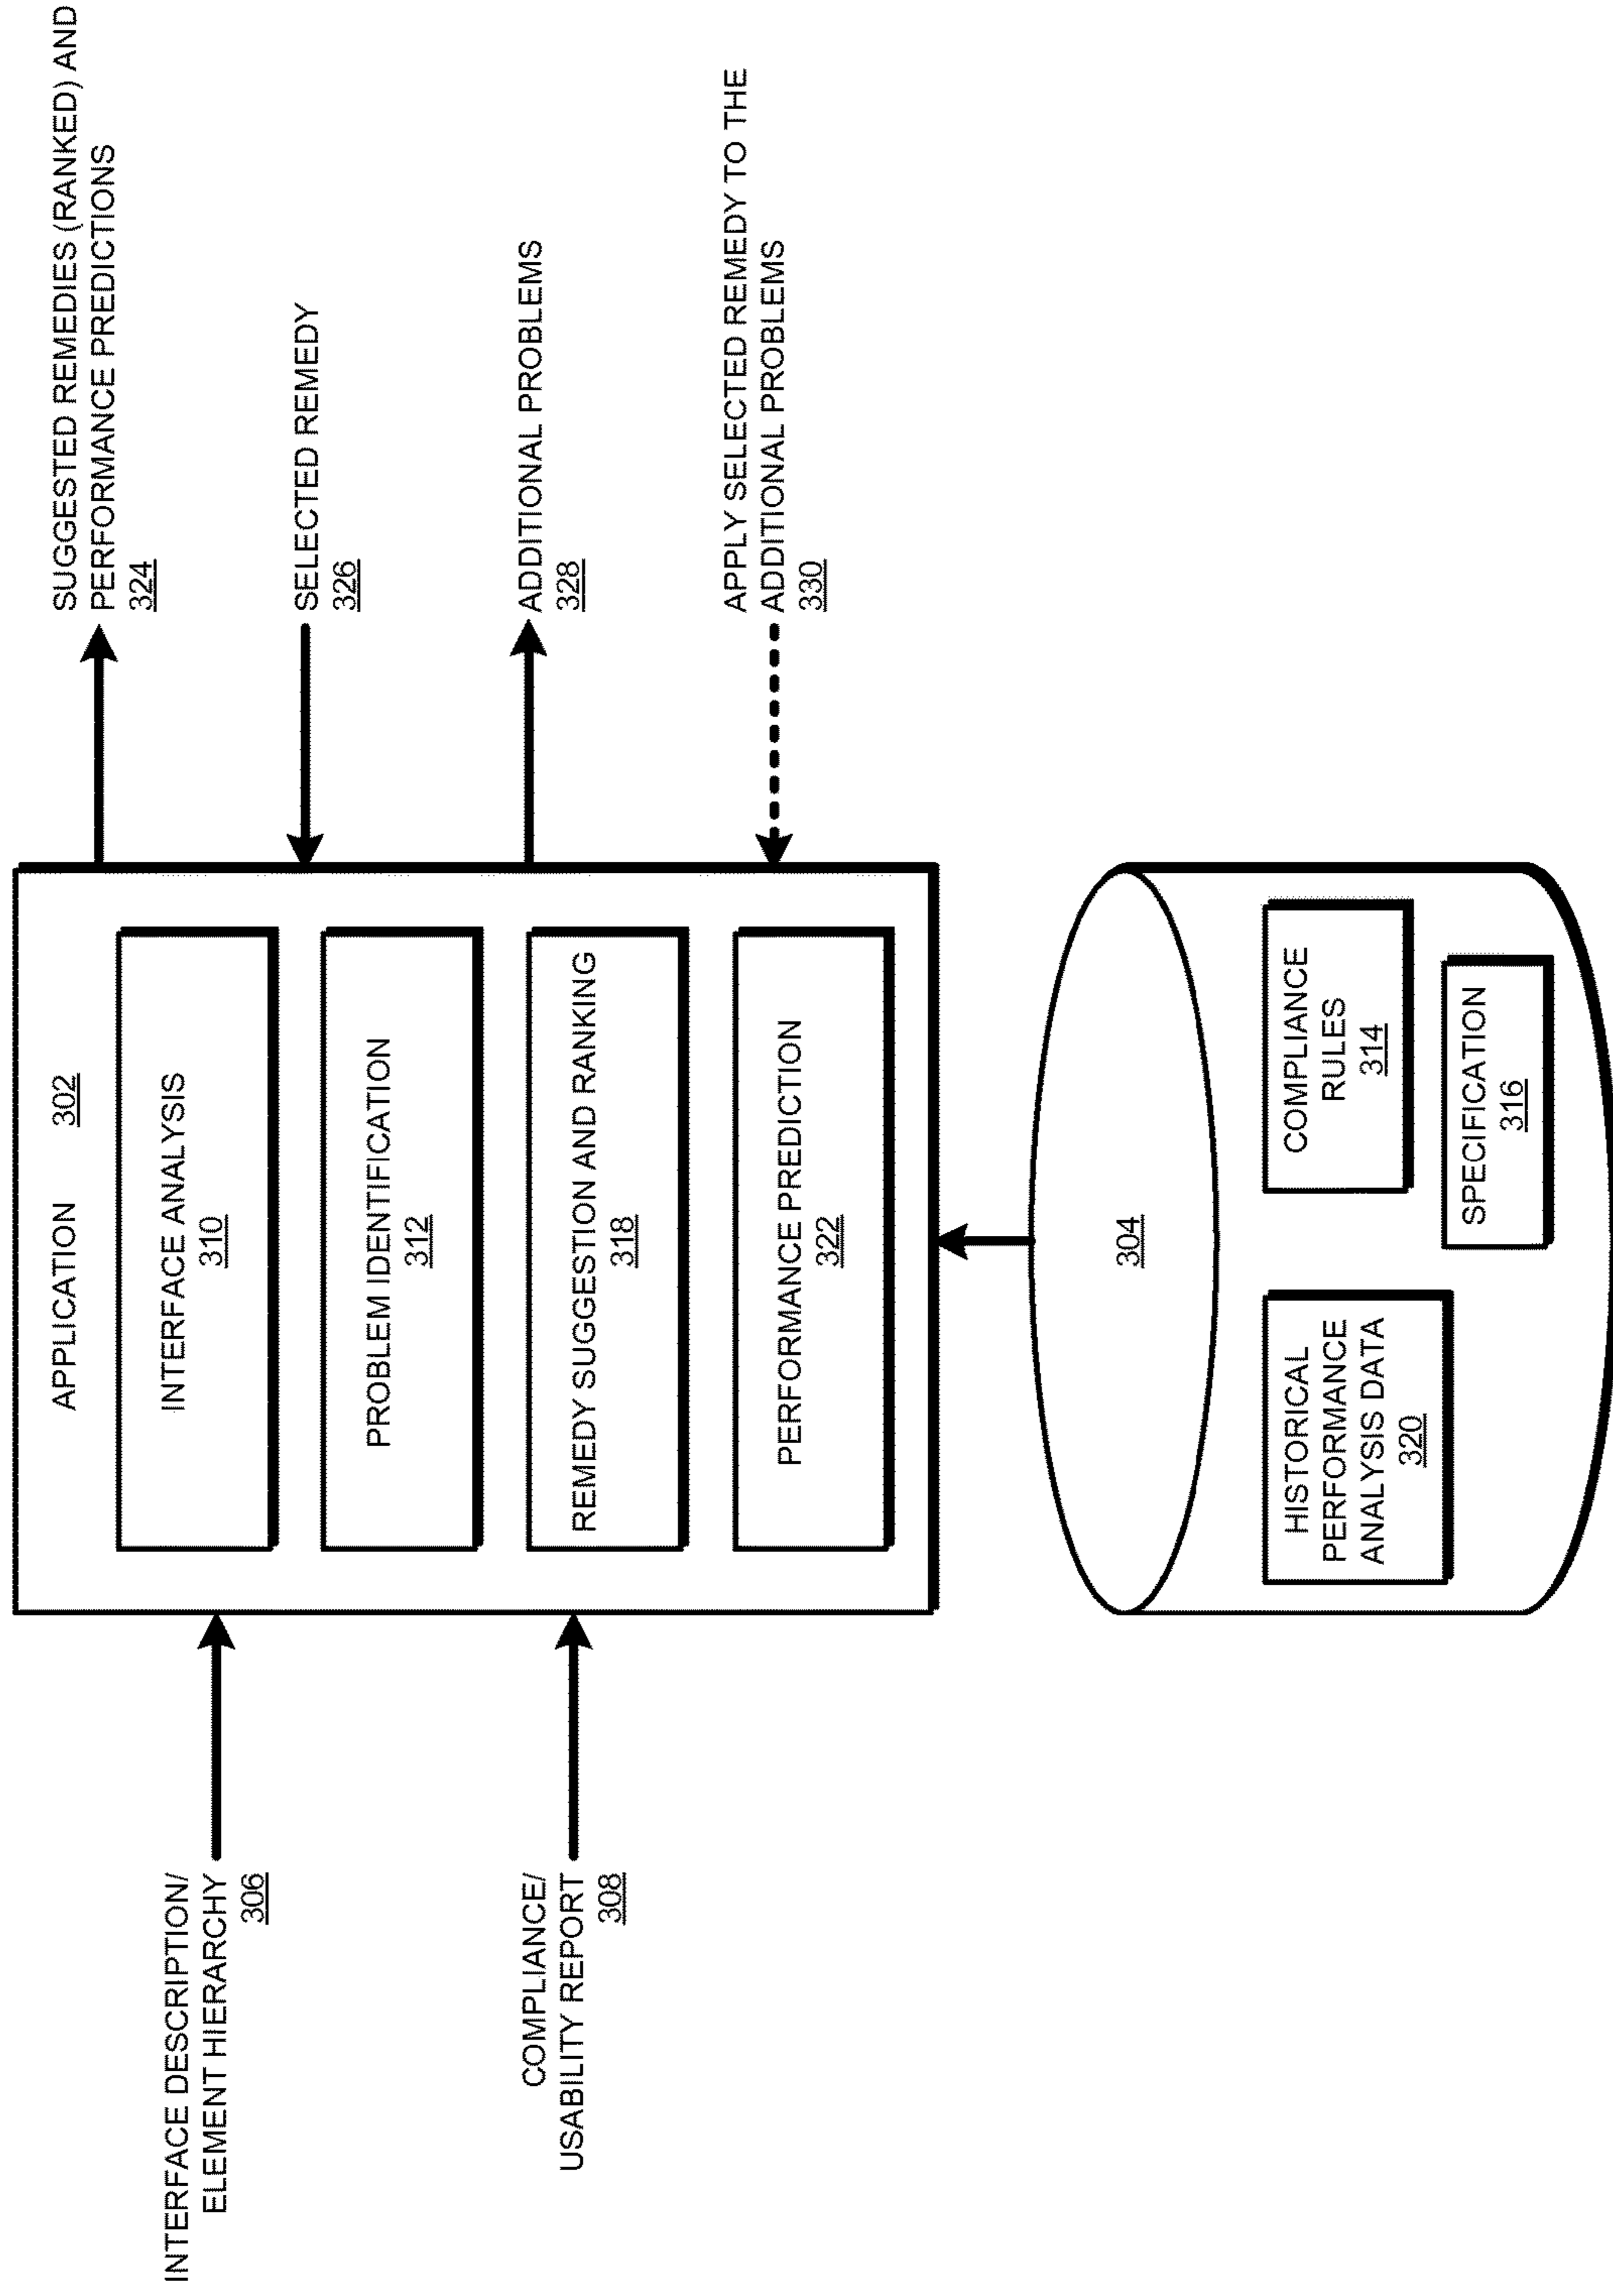 APPLICATION 302
INTERFACE ANALYSIS
310
PROBLEM IDENTIFICATION
312
REMEDY SUGGESTION AND RANKING
318
PERFORMANCE PREDICTION
322
INTERFACE DESCRIPTION/
ELEMENT HIERARCHY
306
COMPLIANCE/
USABILITY REPORT
308
SUGGESTED REMEDIES (RANKED) AND
PERFORMANCE PREDICTIONS
324
SELECTED REMEDY
326
ADDITIONAL PROBLEMS
328
APPLY SELECTED REMEDY TO THE
ADDITIONAL PROBLEMS
330
304
HISTORICAL
PERFORMANCE
ANALYSIS DATA
320
COMPLIANCE
RULES
314
SPECIFICATION
316